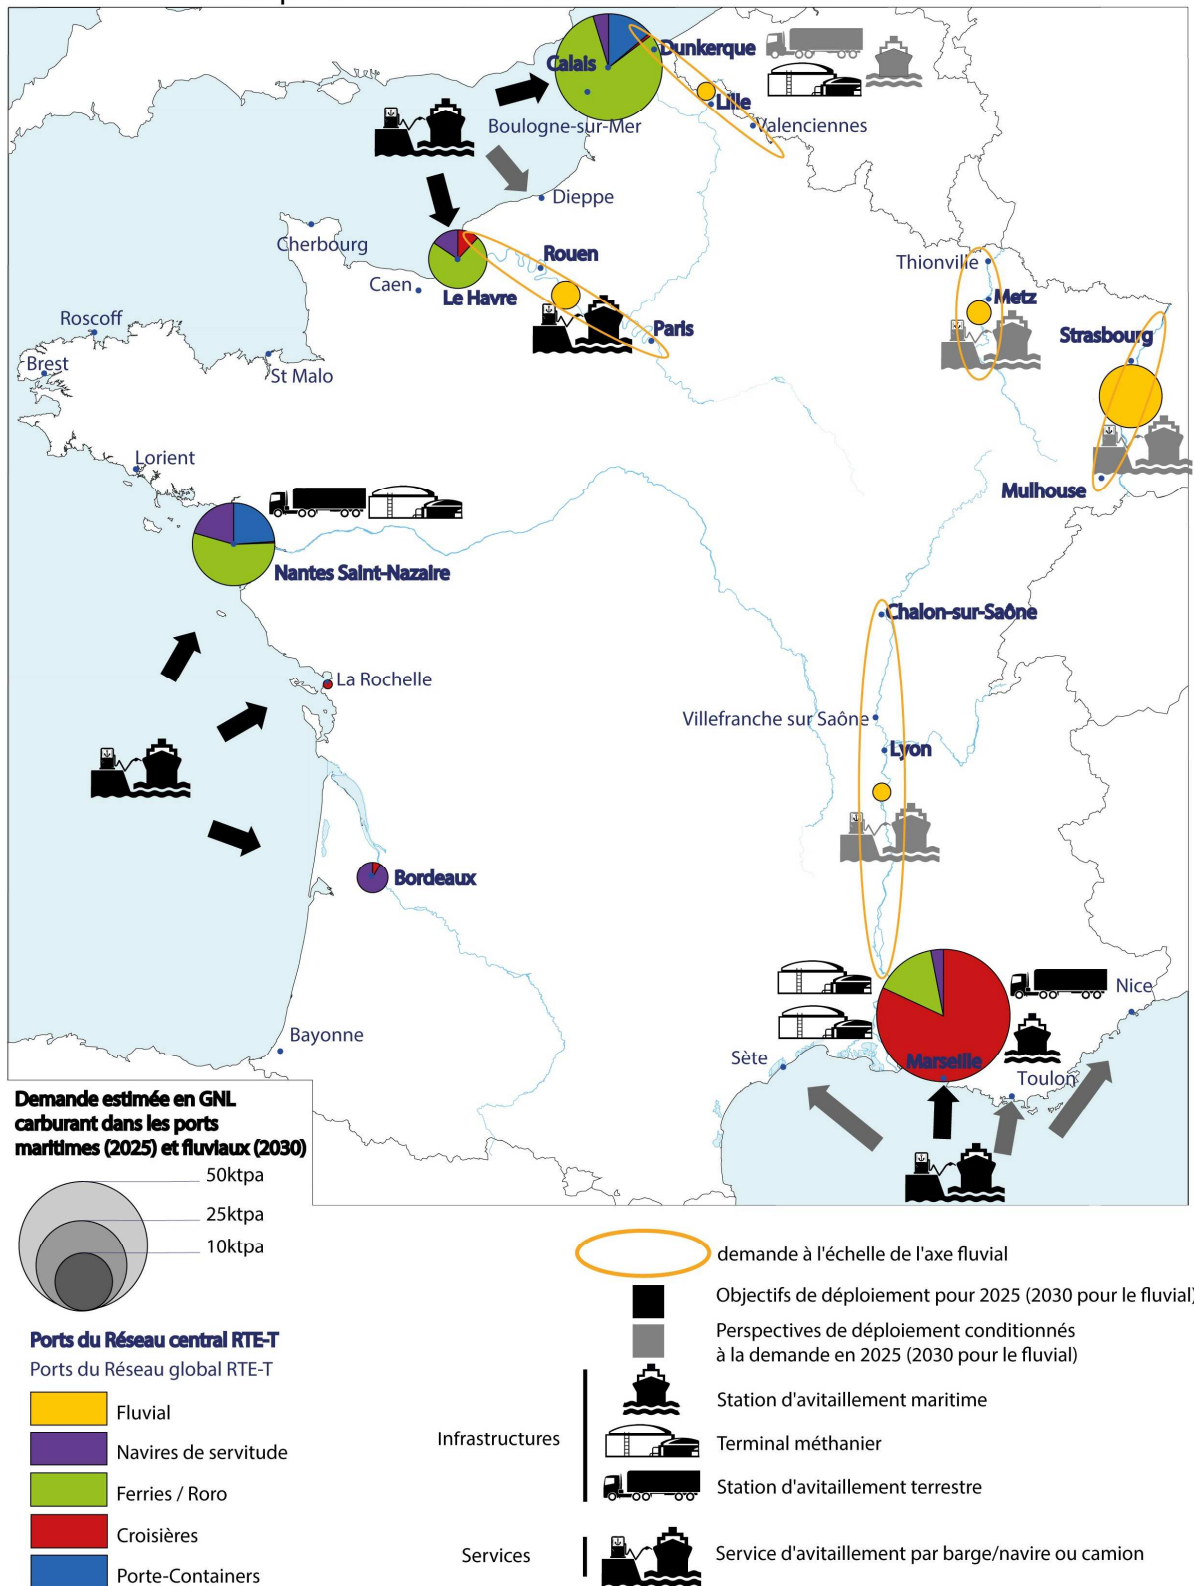 Dunkerque
Calais
Lille
Boulogne-sur-Mer
Valenciennes
Dieppe
Cherbourg
Rouen
Thionville
Caen
Le Havre
Metz
Roscoff
Paris
Strasbourg
Brest
St Malo
Lorient
Mulhouse
Nantes Saint-Nazaire
Chalon-sur-Saône
La Rochelle
Villefranche sur Saône
Lyon
Bordeaux
Nice
Bayonne
Sète
Marseille
Toulon
Demande estimée en GNL
carburant dans les ports
maritimes (2025) et fluviaux (2030)
50ktpa
25ktpa
10ktpa
Ports du Réseau central RTE-T
Ports du Réseau global RTE-T
Fluvial
Navires de servitude
Ferries / Roro
Croisières
Porte-Containers
demande à l'échelle de l'axe fluvial
Objectifs de déploiement pour 2025 (2030 pour le fluvial)
Perspectives de déploiement conditionnés
à la demande en 2025 (2030 pour le fluvial)
Infrastructures
Station d'avitaillement maritime
Terminal méthanier
Station d'avitaillement terrestre
Services
Service d'avitaillement par barge/navire ou camion